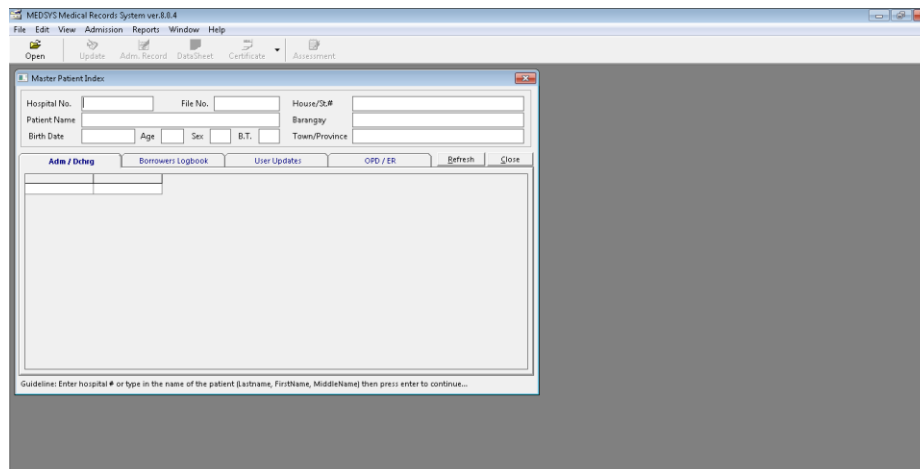 MEDSYS Medical Records System ver.8.0.4
File Edit View Admission Reports Window Help
Open Update Adm. Record DataSheet Certificate Assessment
Master Patient Index
Hospital No. File No. House/St.#
Patient Name Barangay
Birth Date Age Sex B.T. Town/Province
Adm / Dchrg Borrowers Logbook User Updates OPD / ER Refresh Close
Guideline: Enter hospital # or type in the name of the patient (Lastname, FirstName, MiddleName) then press enter to continue...